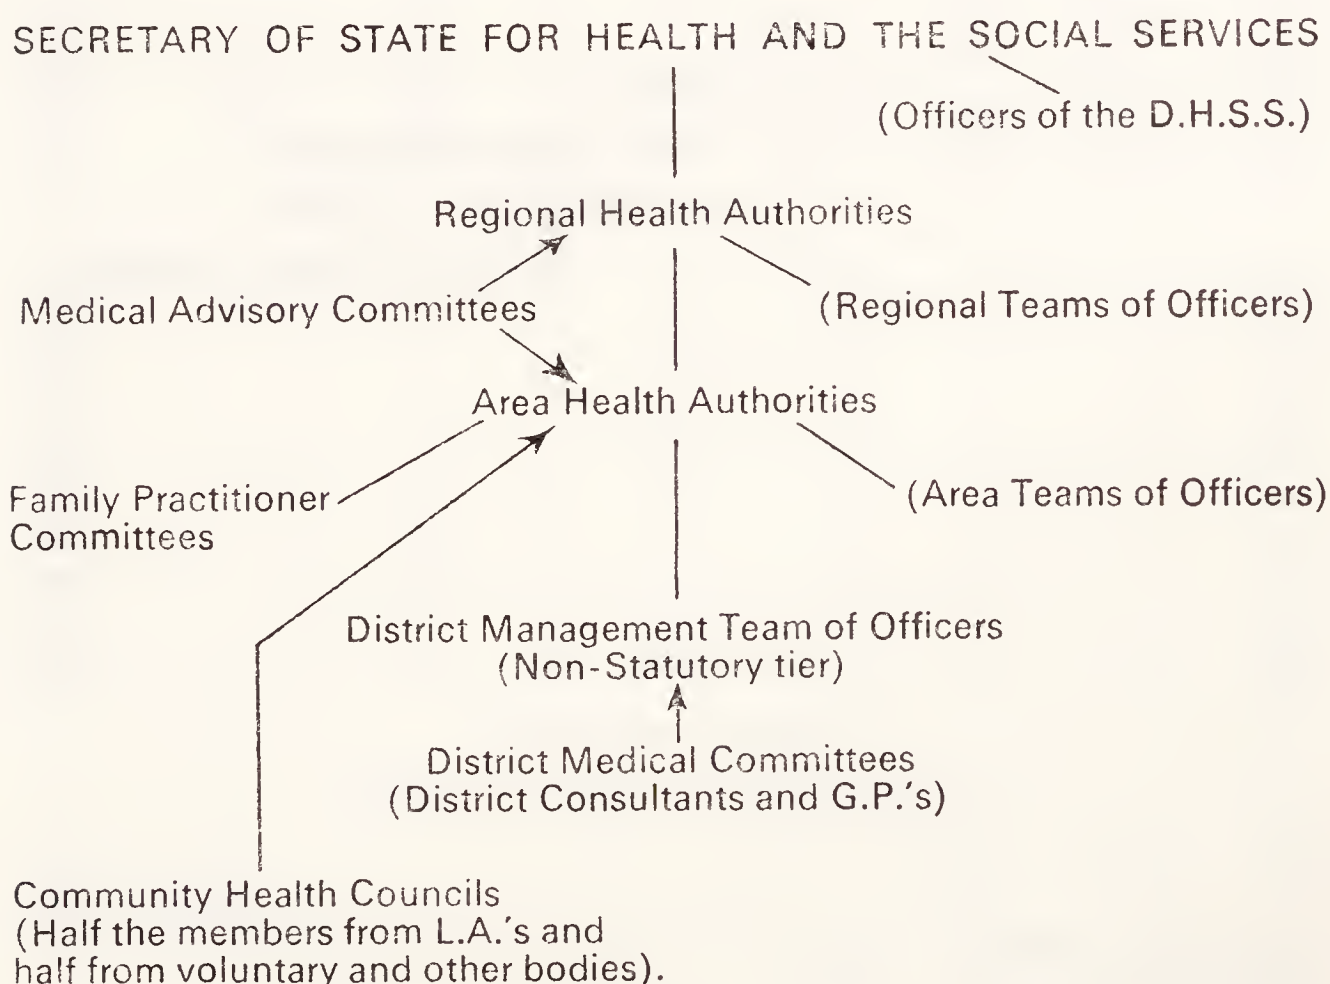 SECRETARY OF STATE FOR HEALTH AND THE SOCIAL SERVICES
(Officers of the D.H.S.S.)
Regional Health Authorities
Medical Advisory Committees
(Regional Teams of Officers)
Area Health Authorities
Family Practitioner
Committees
(Area Teams of Officers)
District Management Team of Officers
(Non-Statutory tier)
District Medical Committees
(District Consultants and G.P.'s)
Community Health Councils
(Half the members from L.A.'s and
half from voluntary and other bodies).